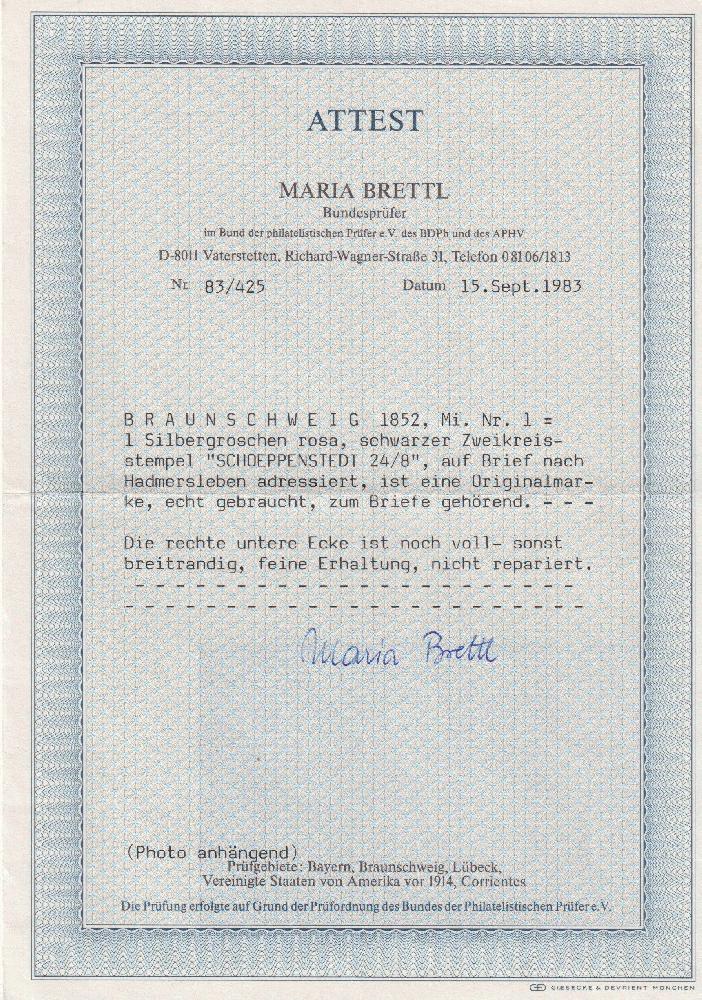 ATTEST
MARIA BRETTL
Bundesprüfer
im Bund der philatelistischen Prüfer e.V. des BDPh und des APHV
D-8011 Vaterstetten, Richard-Wagner-Straße 31, Telefon 08106/1813
Nr. 83/425 Datum 15.Sept.1983
B R A U N S C H W E I G 1852, Mi. Nr. 1 =
1 Silbergroschen rosa, schwarzer Zweikreis-
stempel "SCHOEPPENSTEDT 24/8", auf Brief nach
Hadmersleben adressiert, ist eine Originalmar-
ke, echt gebraucht, zum Briefe gehörend. - - -
Die rechte untere Ecke ist noch voll- sonst
breitrandig, feine Erhaltung, nicht repariert.
- - - - - - - - - - - - - - - - - - - - - -
- - - - - - - - - - - - - - - - - - - - - - -
Maria Brettl
(Photo anhängend)
Prüfgebiete: Bayern, Braunschweig, Lübeck,
Vereinigte Staaten von Amerika vor 1914, Corrientes
Die Prüfung erfolgte auf Grund der Prüfordnung des Bundes der Philatelistischen Prüfer e.V.
GIESECKE & DEVRIENT MÜNCHEN